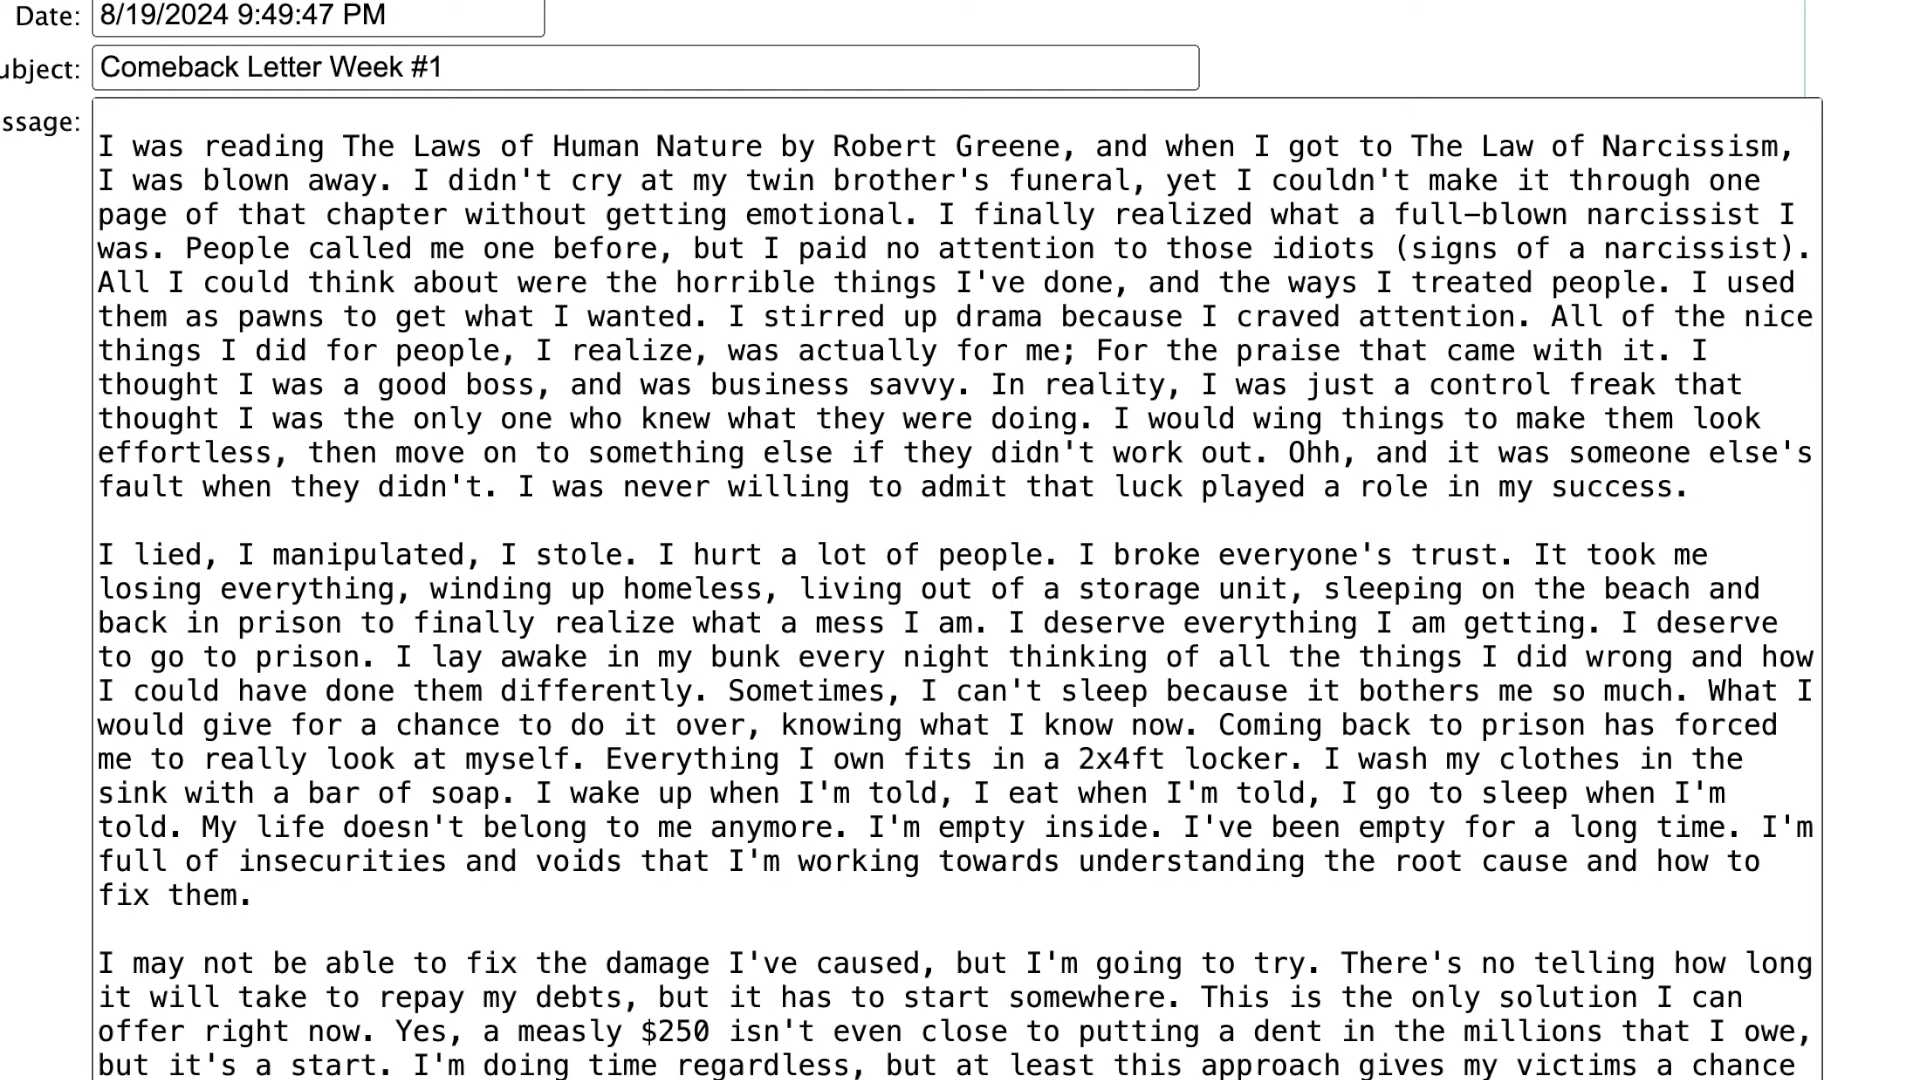 Date: 8/19/2024 9:49:47 PM
ubject: Comeback Letter Week #1
ssage:
I was reading The Laws of Human Nature by Robert Greene, and when I got to The Law of Narcissism,
I was blown away. I didn't cry at my twin brother's funeral, yet I couldn't make it through one
page of that chapter without getting emotional. I finally realized what a full-blown narcissist I
was. People called me one before, but I paid no attention to those idiots (signs of a narcissist).
All I could think about were the horrible things I've done, and the ways I treated people. I used
them as pawns to get what I wanted. I stirred up drama because I craved attention. All of the nice
things I did for people, I realize, was actually for me; For the praise that came with it. I
thought I was a good boss, and was business savvy. In reality, I was just a control freak that
thought I was the only one who knew what they were doing. I would wing things to make them look
effortless, then move on to something else if they didn't work out. Ohh, and it was someone else's
fault when they didn't. I was never willing to admit that luck played a role in my success.
I lied, I manipulated, I stole. I hurt a lot of people. I broke everyone's trust. It took me
losing everything, winding up homeless, living out of a storage unit, sleeping on the beach and
back in prison to finally realize what a mess I am. I deserve everything I am getting. I deserve
to go to prison. I lay awake in my bunk every night thinking of all the things I did wrong and how
I could have done them differently. Sometimes, I can't sleep because it bothers me so much. What I
would give for a chance to do it over, knowing what I know now. Coming back to prison has forced
me to really look at myself. Everything I own fits in a 2x4ft locker. I wash my clothes in the
sink with a bar of soap. I wake up when I'm told, I eat when I'm told, I go to sleep when I'm
told. My life doesn't belong to me anymore. I'm empty inside. I've been empty for a long time. I'm
full of insecurities and voids that I'm working towards understanding the root cause and how to
fix them.
I may not be able to fix the damage I've caused, but I'm going to try. There's no telling how long
it will take to repay my debts, but it has to start somewhere. This is the only solution I can
offer right now. Yes, a measly $250 isn't even close to putting a dent in the millions that I owe,
but it's a start. I'm doing time regardless, but at least this approach gives my victims a chance